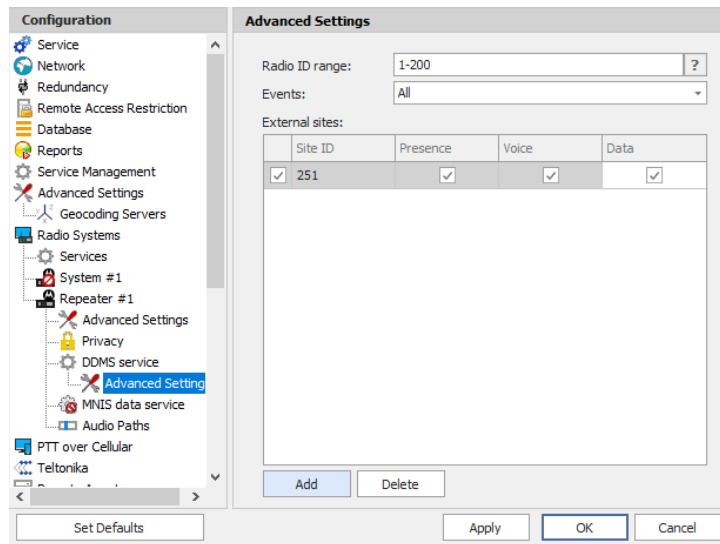 Configuration
Service
Network
Redundancy
Remote Access Restriction
Database
Reports
Service Management
Advanced Settings
Geocoding Servers
Radio Systems
Services
System #1
Repeater #1
Advanced Settings
Privacy
DDMS service
Advanced Setting
MNIS data service
Audio Paths
PTT over Cellular
Teltonika
Set Defaults
Advanced Settings
Radio ID range: 1-200 ?
Events: All
External sites:
Site ID Presence Voice Data
251
Add Delete
Apply OK Cancel